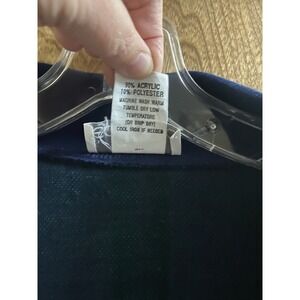 90% ACRYLIC
10% POLYESTER
MACHINE WASH WARM
TUMBLE DRY LOW
TEMPERATURE
(OR DRIP DRY)
COOL IRON IF NEEDED